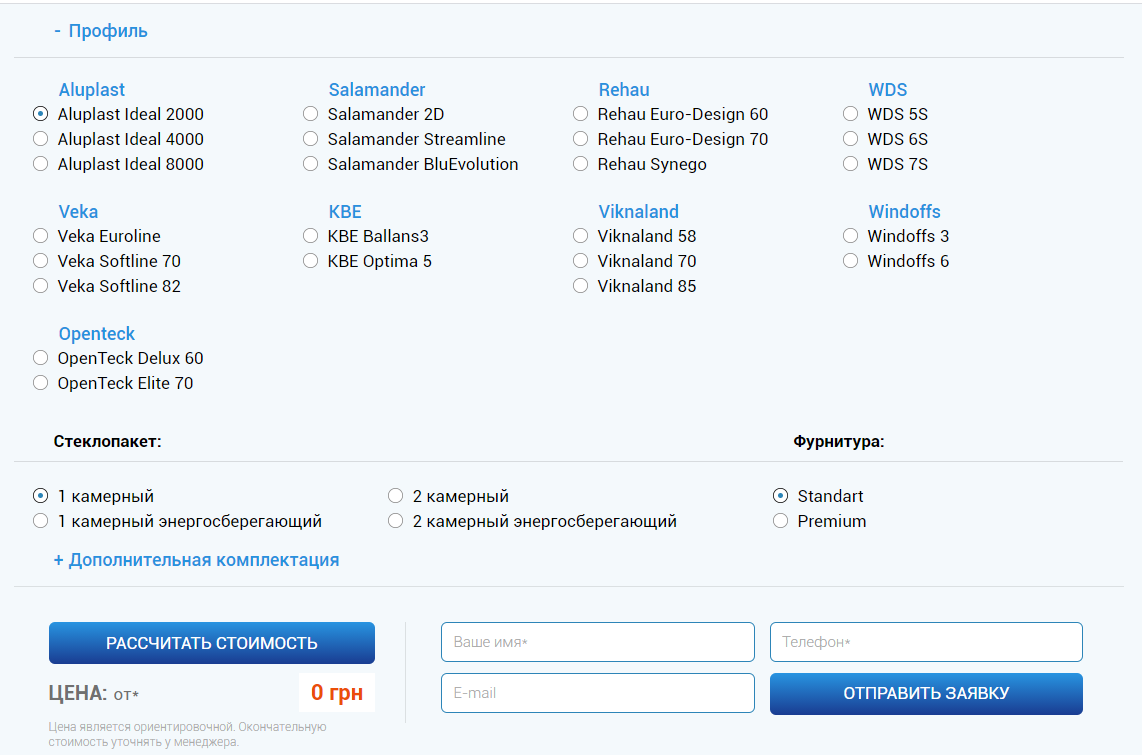 - Профиль
Aluplast
Aluplast Ideal 2000
Aluplast Ideal 4000
Aluplast Ideal 8000
Salamander
Salamander 2D
Salamander Streamline
Salamander BluEvolution
Rehau
Rehau Euro-Design 60
Rehau Euro-Design 70
Rehau Synego
WDS
WDS 5S
WDS 6S
WDS 7S
Veka
Veka Euroline
Veka Softline 70
Veka Softline 82
KBE
KBE Ballans3
KBE Optima 5
Viknaland
Viknaland 58
Viknaland 70
Viknaland 85
Windoffs
Windoffs 3
Windoffs 6
Openteck
OpenTeck Delux 60
OpenTeck Elite 70
Стеклопакет:
1 камерный
1 камерный энергосберегающий
2 камерный
2 камерный энергосберегающий
Фурнитура:
Standart
Premium
+ Дополнительная комплектация
РАССЧИТАТЬ СТОИМОСТЬ
ЦЕНА: от*
0 грн
Цена является ориентировочной. Окончательную
стоимость уточнять у менеджера.
Ваше имя*
Телефон*
E-mail
ОТПРАВИТЬ ЗАЯВКУ